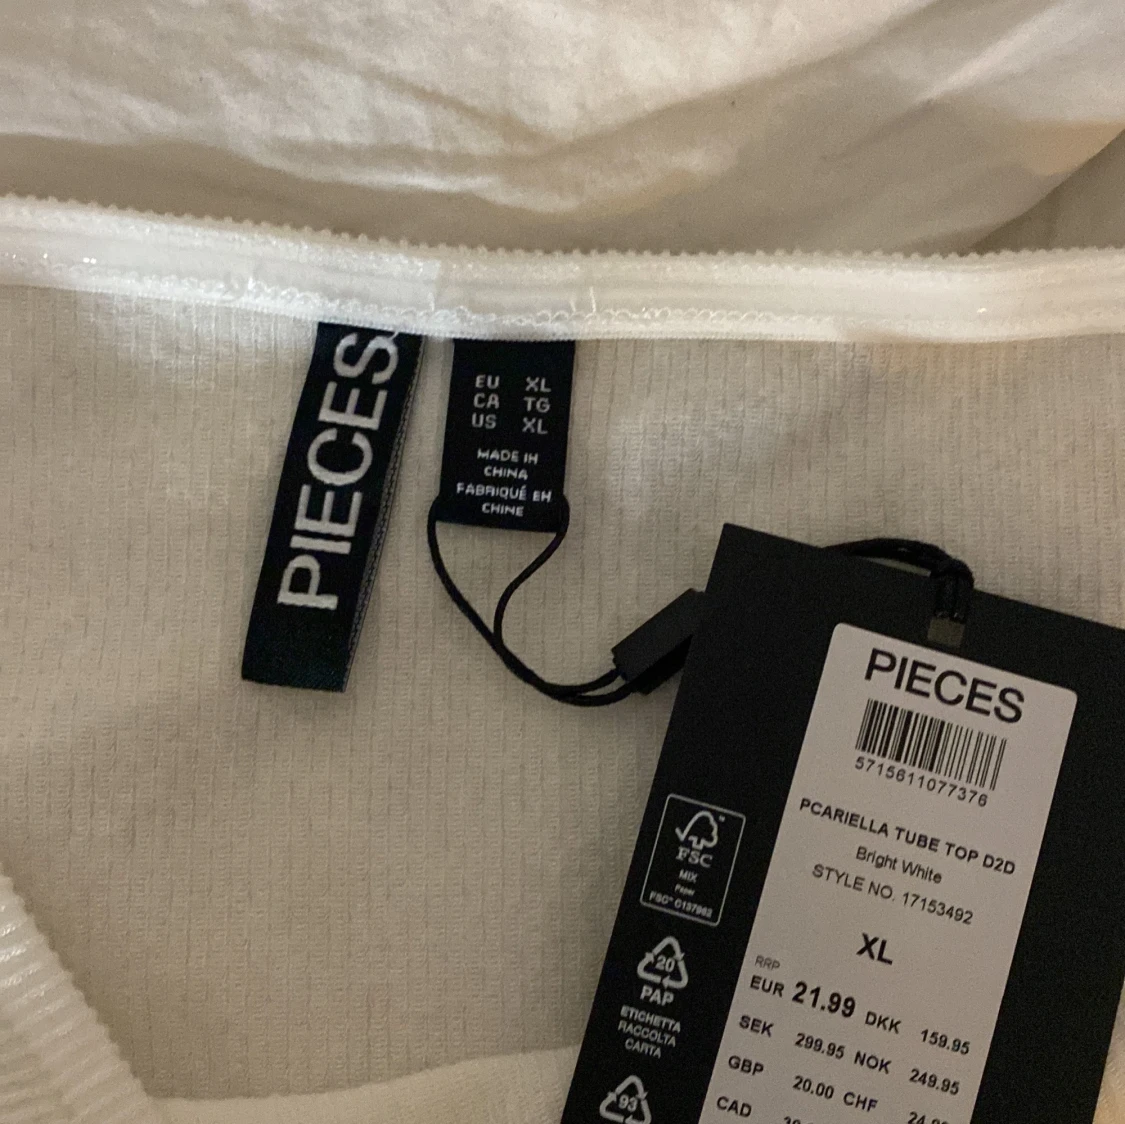 PIECES
EU XL
CA TG
US XL
MADE IN
CHINA
FABRIQUÉ EN
CHINE
PIECES
5715611077376
PCARIELLA TUBE TOP D2D
Bright White
STYLE NO. 17153492
XL
RRP
EUR 21.99 DKK 159.95
SEK 299.95 NOK 249.95
GBP 20.00 CHF
CAD
FSC
MIX
Paper
20
PAP
ETICHETTA
RACCOLTA
CARTA
93